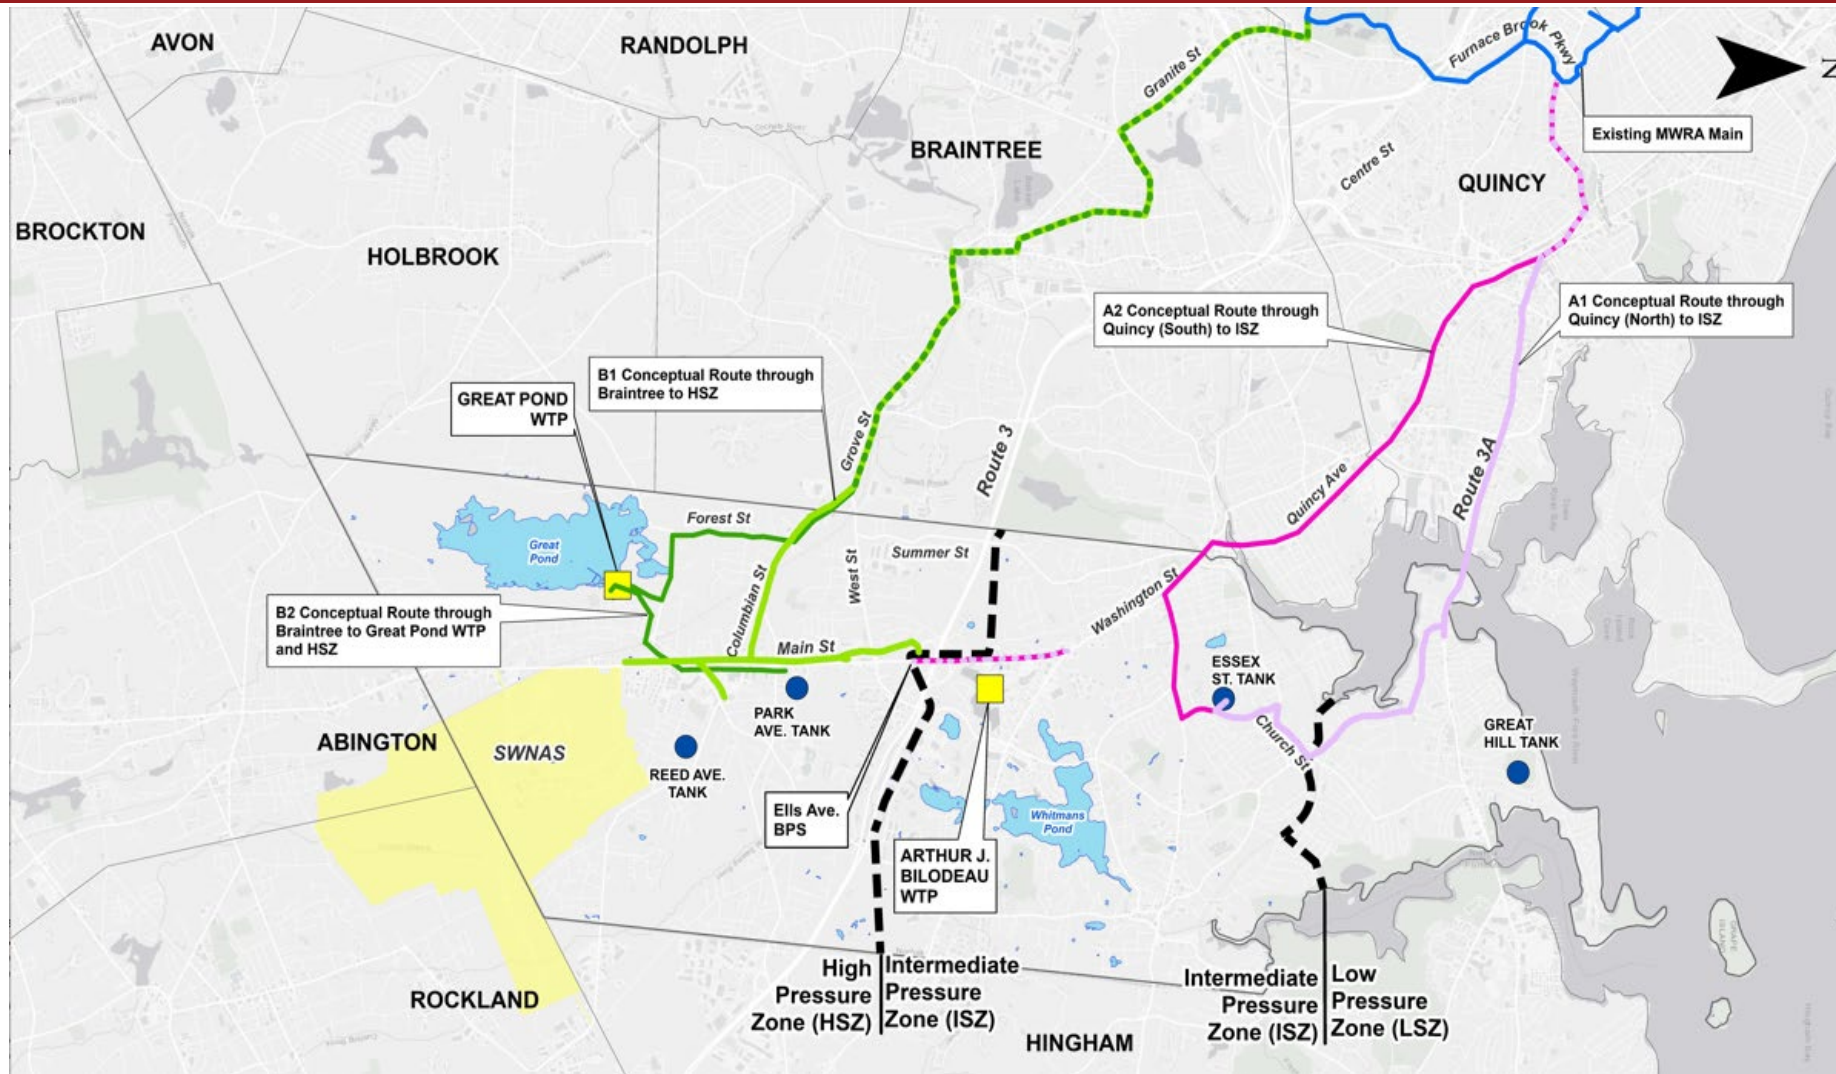 AVON
RANDOLPH
Granite St
Furnace Brook Pkwy
N
BRAINTREE
Existing MWRA Main
Centre St
QUINCY
BROCKTON
HOLBROOK
A2 Conceptual Route through
Quincy (South) to ISZ
A1 Conceptual Route through
Quincy (North) to ISZ
B1 Conceptual Route through
Braintree to HSZ
GREAT POND
WTP
Grove St
Route 3
Route 3A
Quincy Ave
Forest St
Great
Pond
Summer St
West St
Columbian St
Washington St
B2 Conceptual Route through
Braintree to Great Pond WTP
and HSZ
Main St
ESSEX
ST. TANK
PARK
AVE. TANK
Church St
GREAT
HILL TANK
ABINGTON
SWNAS
REED AVE.
TANK
Ells Ave.
BPS
Whitmans
Pond
ARTHUR J.
BILODEAU
WTP
GRAPE
ISLAND
High
Pressure
Zone (HSZ)
Intermediate
Pressure
Zone (ISZ)
Intermediate
Pressure
Zone (ISZ)
Low
Pressure
Zone (LSZ)
ROCKLAND
HINGHAM